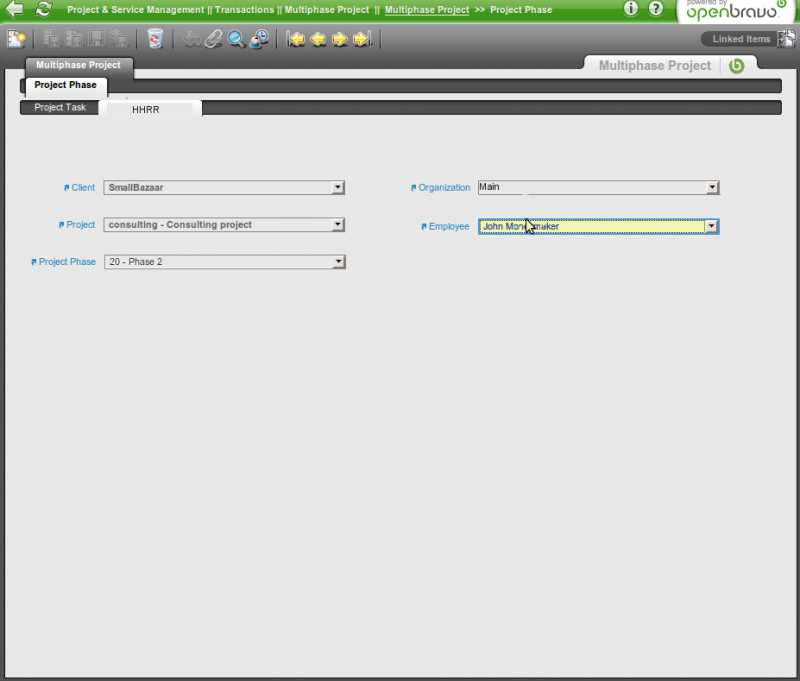 powered by
Project & Service Management || Transactions || Multiphase Project || Multiphase Project >> Project Phase
openbravo
Linked Items
Multiphase Project
Multiphase Project
Project Phase
Project Task HHRR
Client SmallBazaar Organization Main
Project consulting - Consulting project Employee John
Project Phase 20 - Phase 2